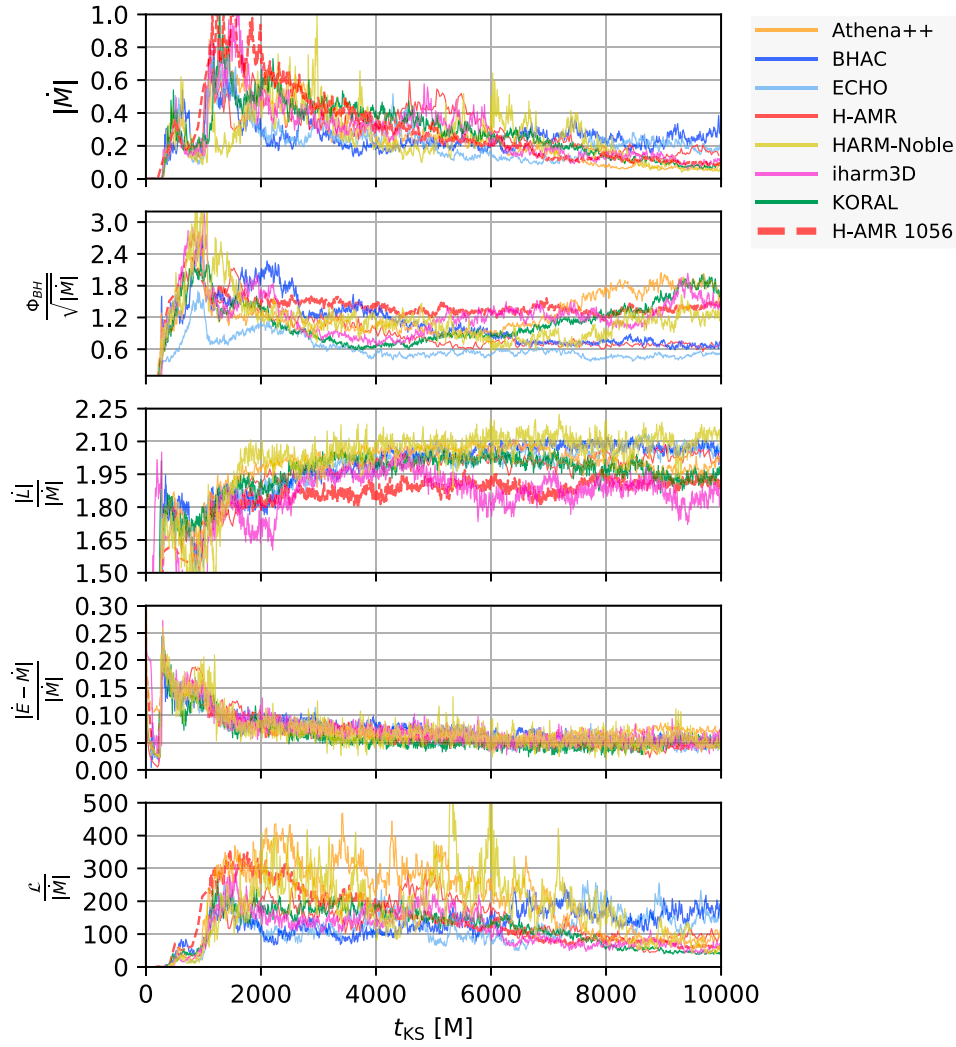 1.0
0.8
0.6
0.4
0.2
0.0
|Ṁ|
3.0
2.4
1.8
1.2
0.6
Φ_BH
√|Ṁ|
2.25
2.10
1.95
1.80
1.65
1.50
|L̇|
|Ṁ|
0.30
0.25
0.20
0.15
0.10
0.05
0.00
|Ė − Ṁ|
|Ṁ|
500
400
300
200
100
0
ℒ
|Ṁ|
0 2000 4000 6000 8000 10000
t_KS [M]
Athena++
BHAC
ECHO
H-AMR
HARM-Noble
iharm3D
KORAL
H-AMR 1056